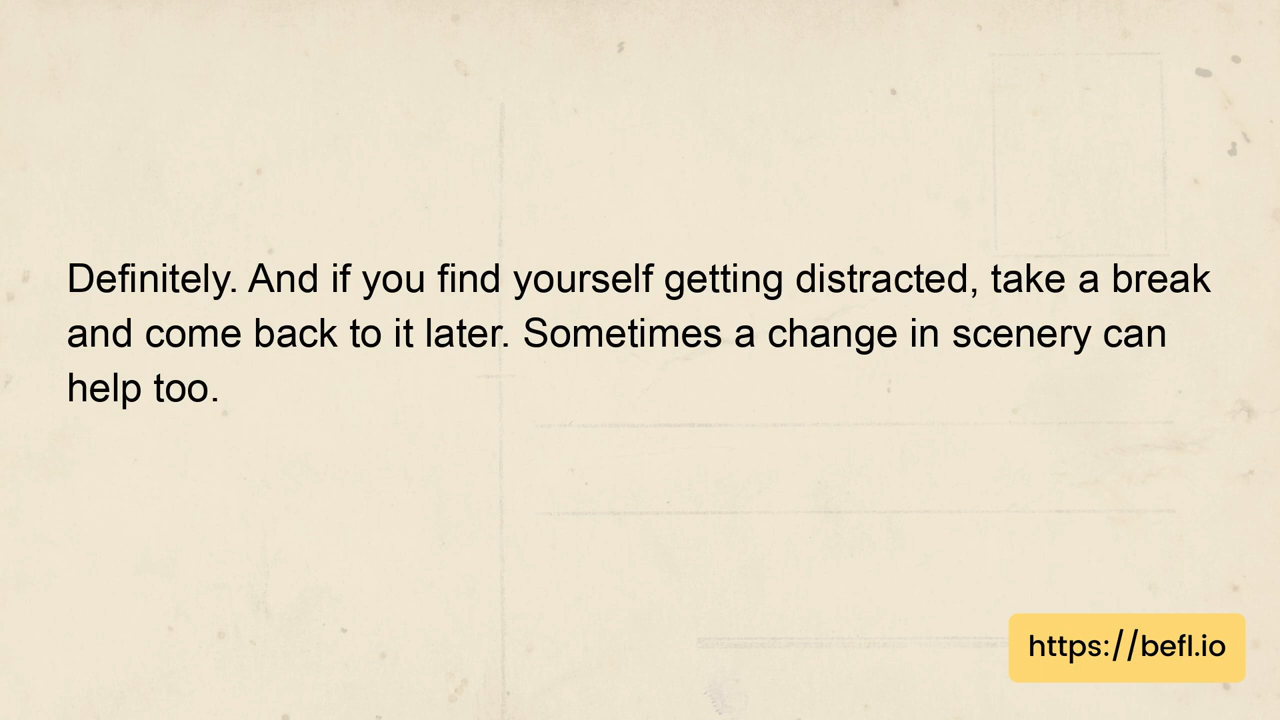 Definitely. And if you find yourself getting distracted, take a break
and come back to it later. Sometimes a change in scenery can
help too.
https://befl.io